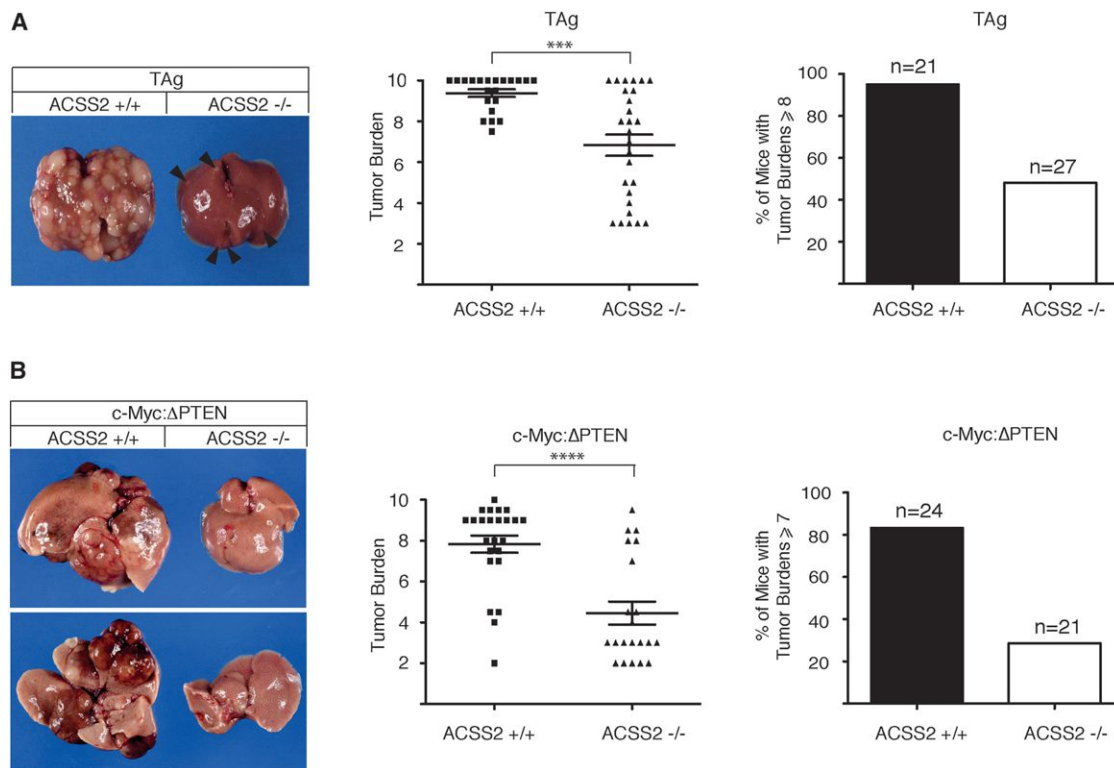 A
TAg
ACSS2 +/+ ACSS2 -/-
TAg
***
Tumor Burden
10
8
6
4
2
ACSS2 +/+ ACSS2 -/-
TAg
% of Mice with
Tumor Burdens ⩾ 8
100
80
60
40
20
n=21
n=27
ACSS2 +/+ ACSS2 -/-
B
c-Myc:ΔPTEN
ACSS2 +/+ ACSS2 -/-
c-Myc:ΔPTEN
****
Tumor Burden
10
8
6
4
2
ACSS2 +/+ ACSS2 -/-
c-Myc:ΔPTEN
% of Mice with
Tumor Burdens ⩾ 7
100
80
60
40
20
n=24
n=21
ACSS2 +/+ ACSS2 -/-